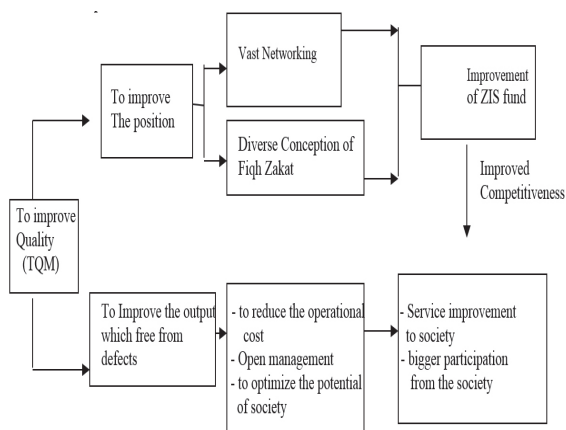 Vast Networking
Improvement
of ZIS fund
To improve
The position
Diverse Conception of
Fiqh Zakat
Improved
Competitiveness
To improve
Quality
(TQM)
To Improve the output
which free from
defects
- to reduce the operational
cost
- Open management
- to optimize the potential
of society
- Service improvement
to society
- bigger participation
from the society